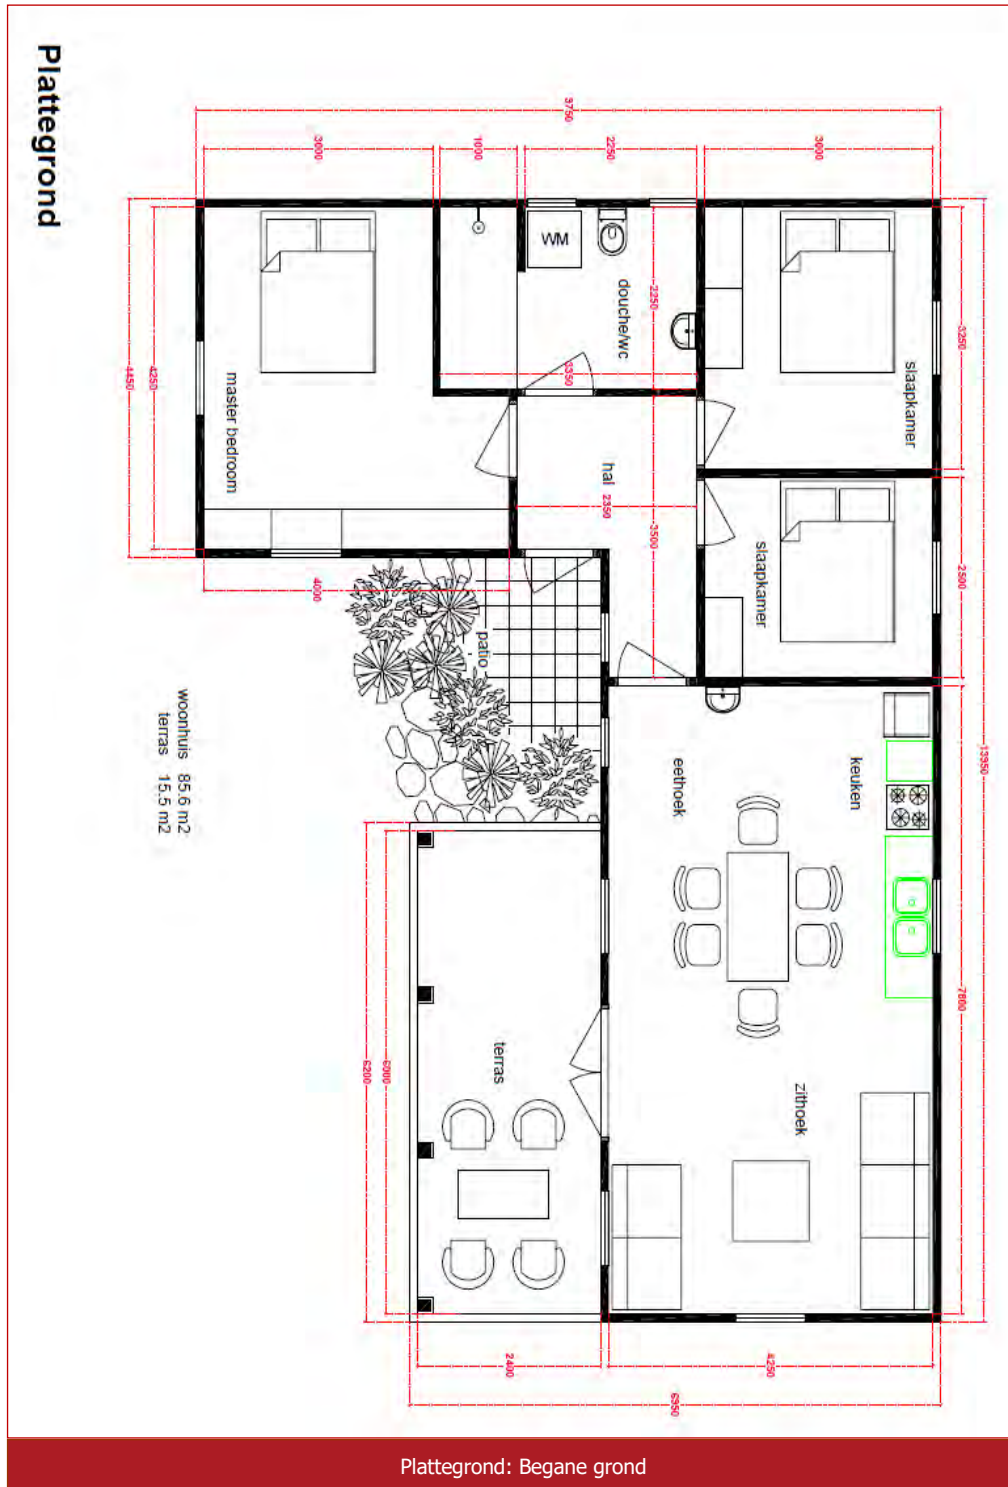 Plattegrond
9750
3000
1000
2250
3000
WM
douche/wc
2250
3350
slaapkamer
3250
master bedroom
4250
4450
hal
2350
3500
slaapkamer
2500
4000
patio
13950
woonhuis 85.6 m2
terras 15.5 m2
eethoek
keuken
7800
zithoek
terras
6000
6200
2400
4250
6950
Plattegrond: Begane grond